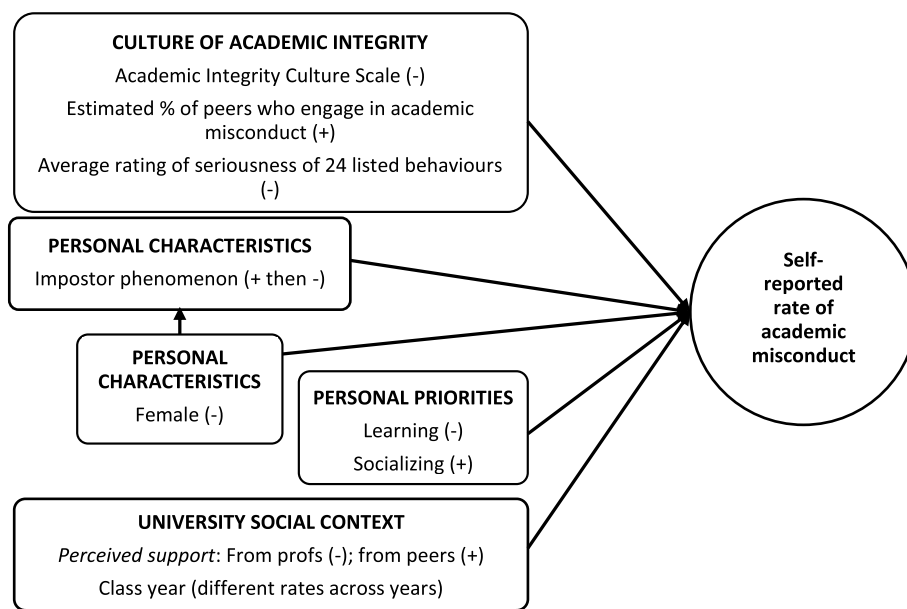 CULTURE OF ACADEMIC INTEGRITY
Academic Integrity Culture Scale (-)
Estimated % of peers who engage in academic
misconduct (+)
Average rating of seriousness of 24 listed behaviours
(-)
PERSONAL CHARACTERISTICS
Impostor phenomenon (+ then -)
PERSONAL
CHARACTERISTICS
Female (-)
PERSONAL PRIORITIES
Learning (-)
Socializing (+)
UNIVERSITY SOCIAL CONTEXT
Perceived support: From profs (-); from peers (+)
Class year (different rates across years)
Self-
reported
rate of
academic
misconduct